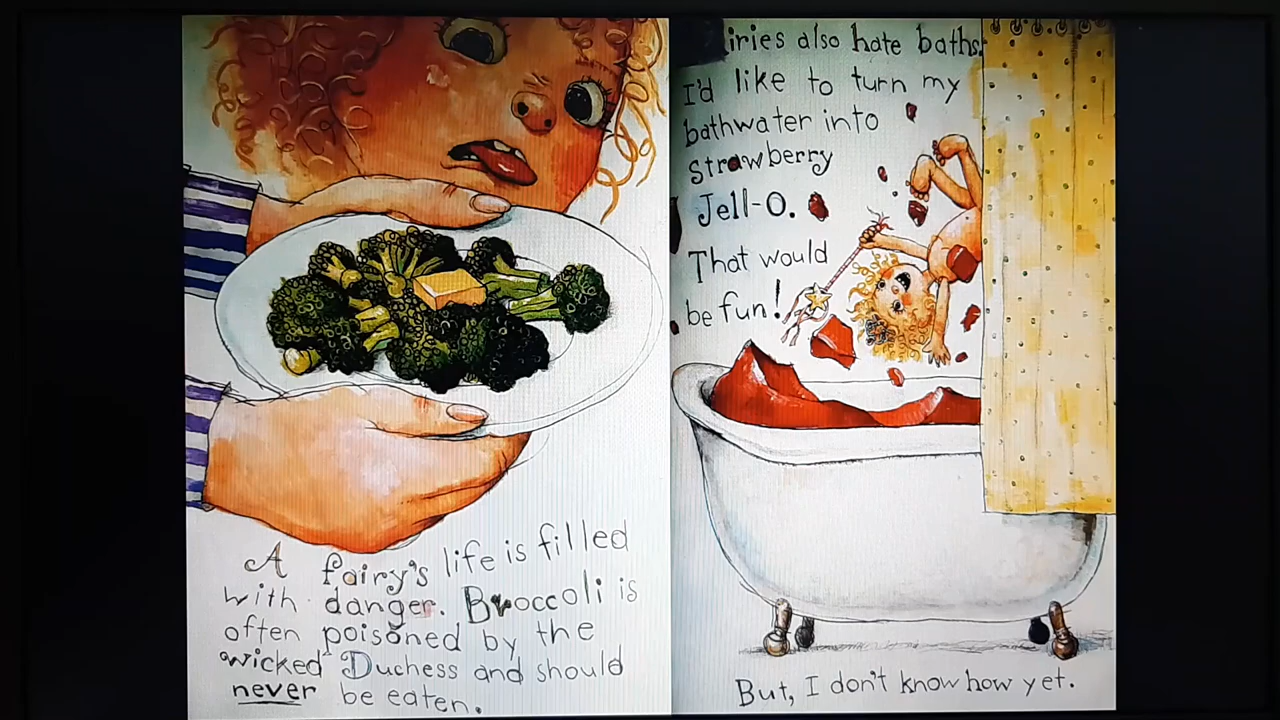 A fairy's life is filled
with danger. Broccoli is
often poisoned by the
wicked Duchess and should
never be eaten.
iries also hate baths.
I'd like to turn my
bathwater into
strawberry
Jell-O.
That would
be fun!
But, I don't know how yet.